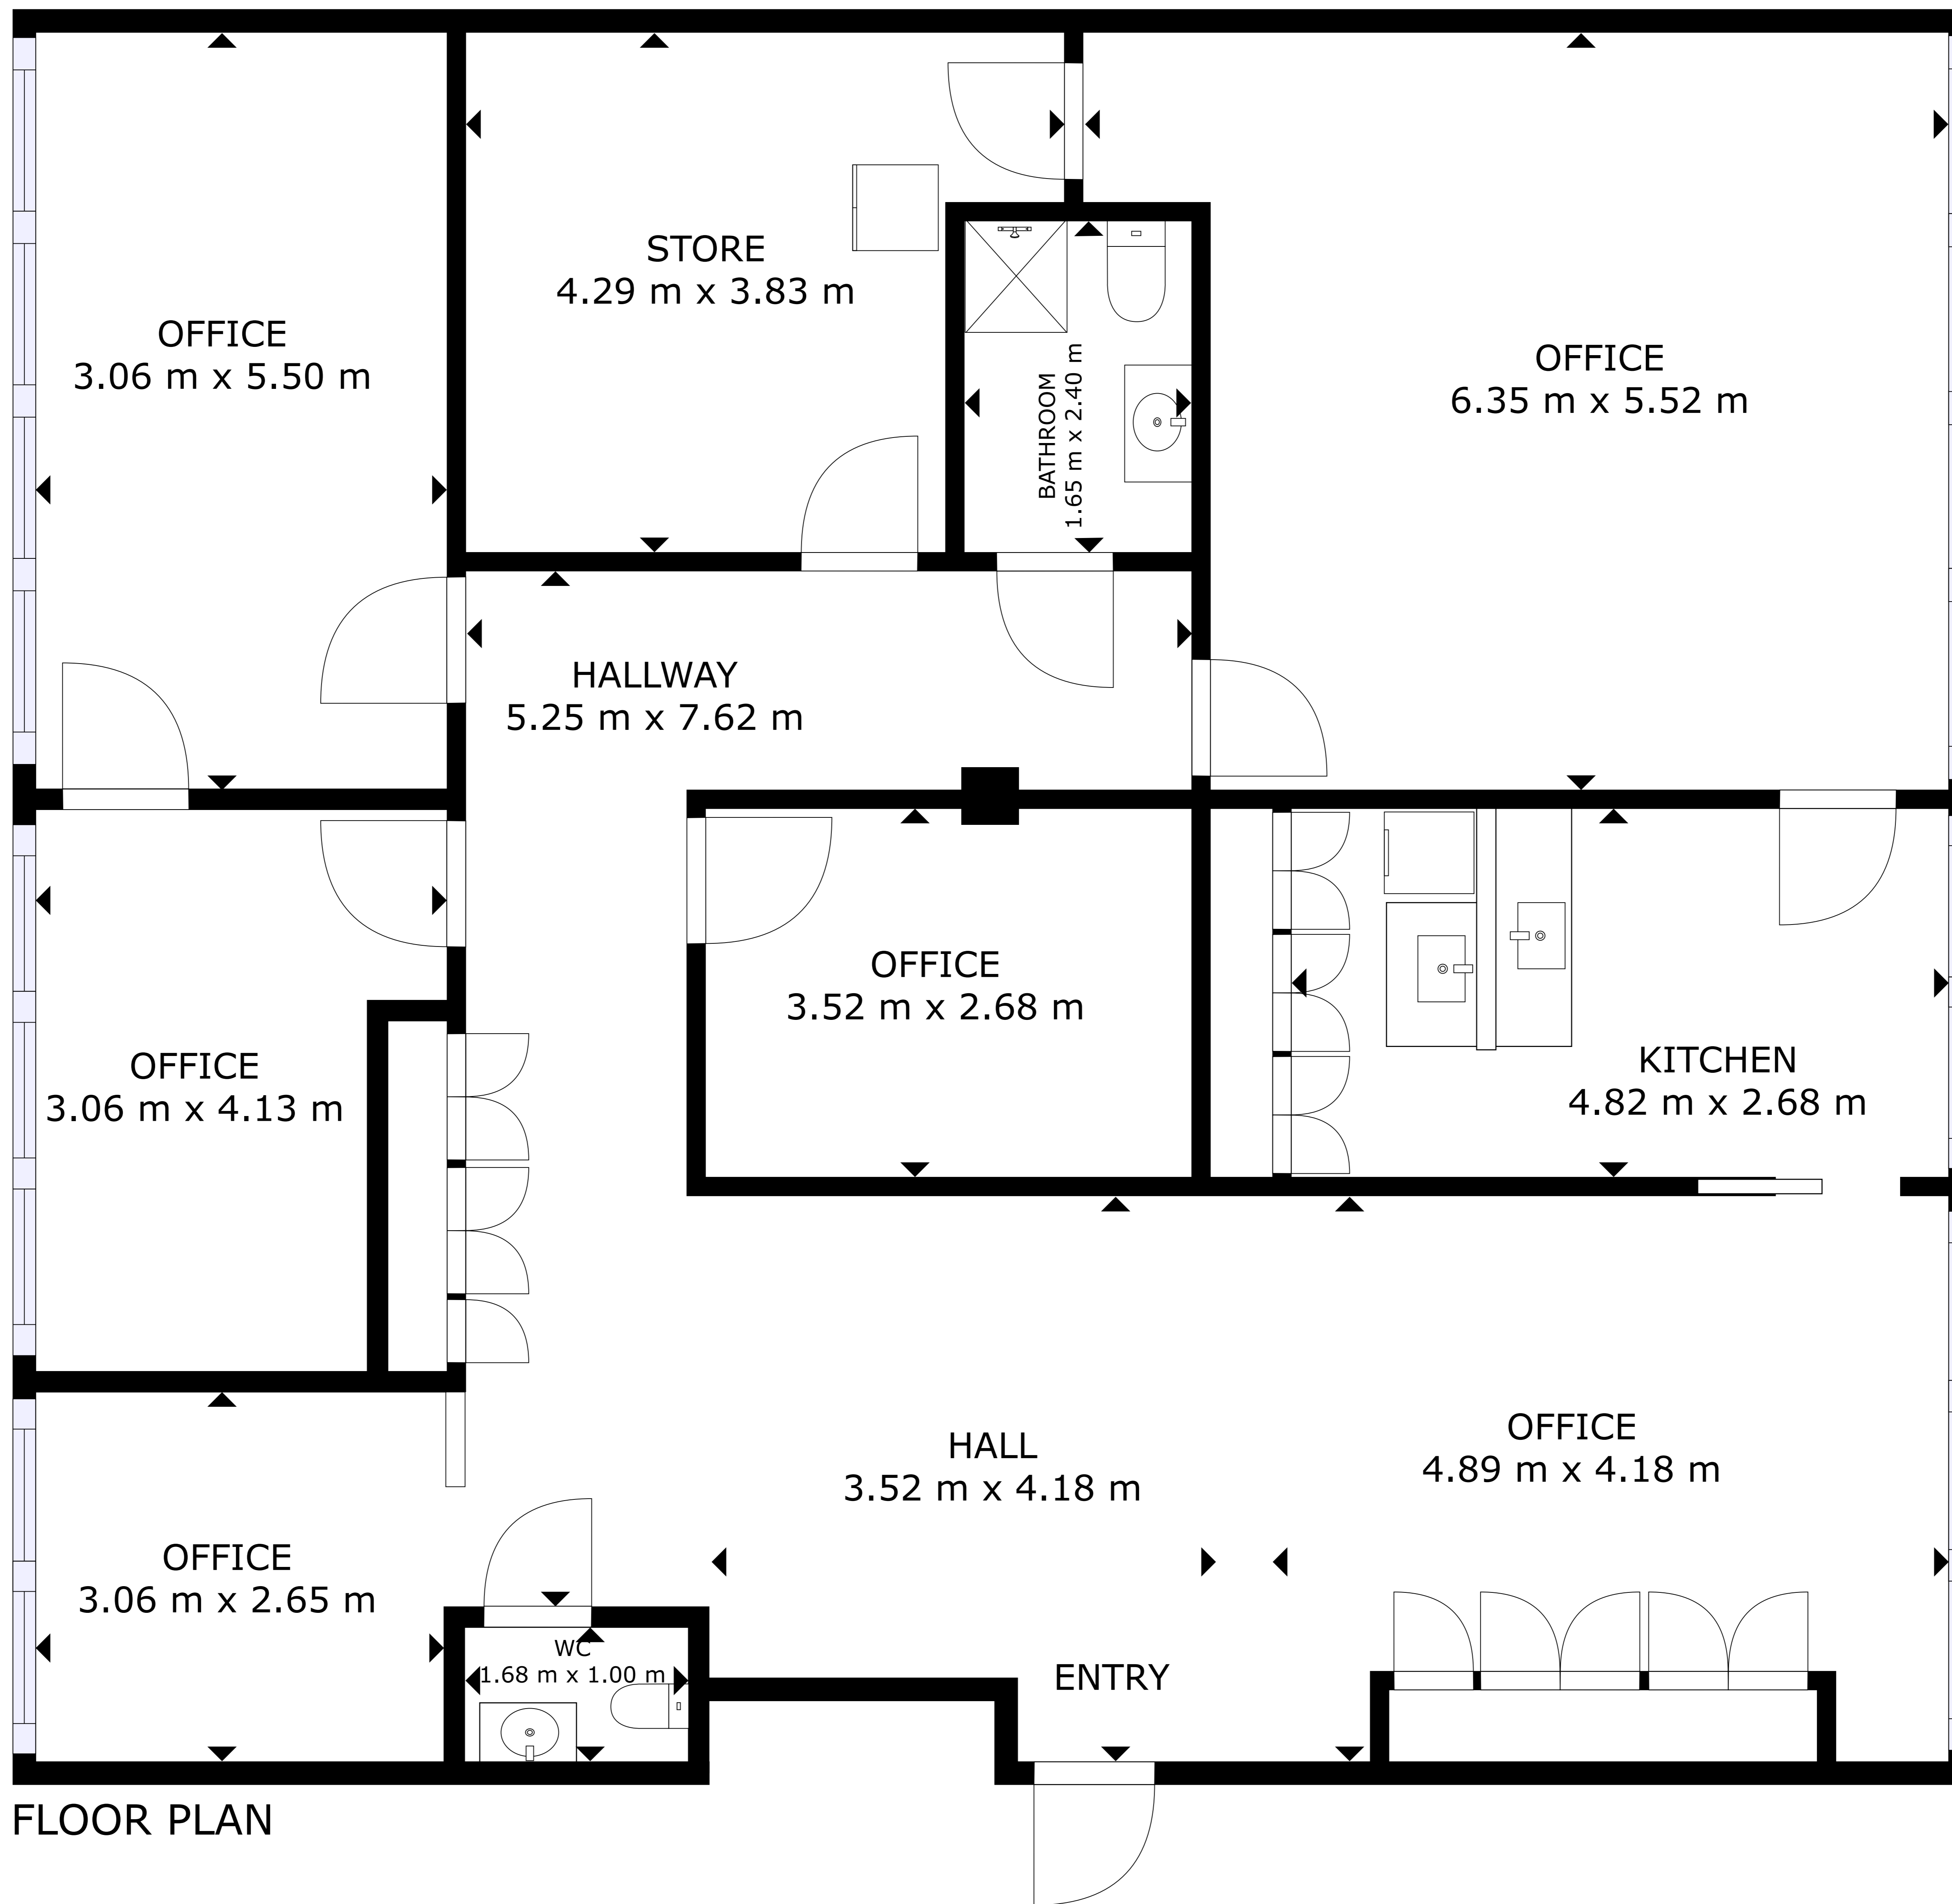 STORE
4.29 m x 3.83 m
OFFICE
3.06 m x 5.50 m
BATHROOM
1.65 m x 2.40 m
OFFICE
6.35 m x 5.52 m
HALLWAY
5.25 m x 7.62 m
OFFICE
3.52 m x 2.68 m
OFFICE
3.06 m x 4.13 m
KITCHEN
4.82 m x 2.68 m
HALL
3.52 m x 4.18 m
OFFICE
4.89 m x 4.18 m
OFFICE
3.06 m x 2.65 m
WC
1.68 m x 1.00 m
ENTRY
FLOOR PLAN